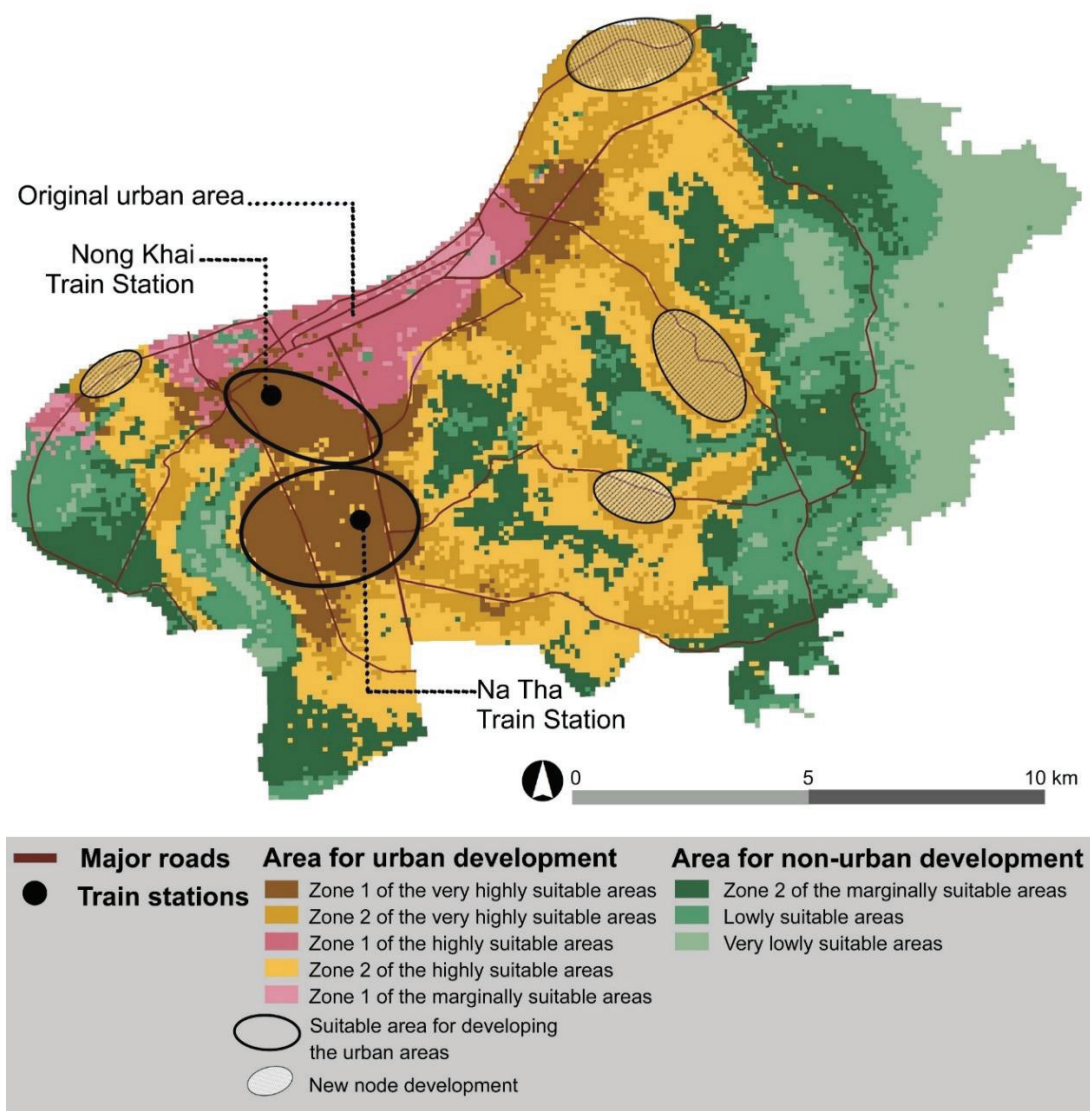 Original urban area
Nong Khai
Train Station
Na Tha
Train Station
0 5 10 km
Major roads
Train stations
Area for urban development
Zone 1 of the very highly suitable areas
Zone 2 of the very highly suitable areas
Zone 1 of the highly suitable areas
Zone 2 of the highly suitable areas
Zone 1 of the marginally suitable areas
Suitable area for developing
the urban areas
New node development
Area for non-urban development
Zone 2 of the marginally suitable areas
Lowly suitable areas
Very lowly suitable areas